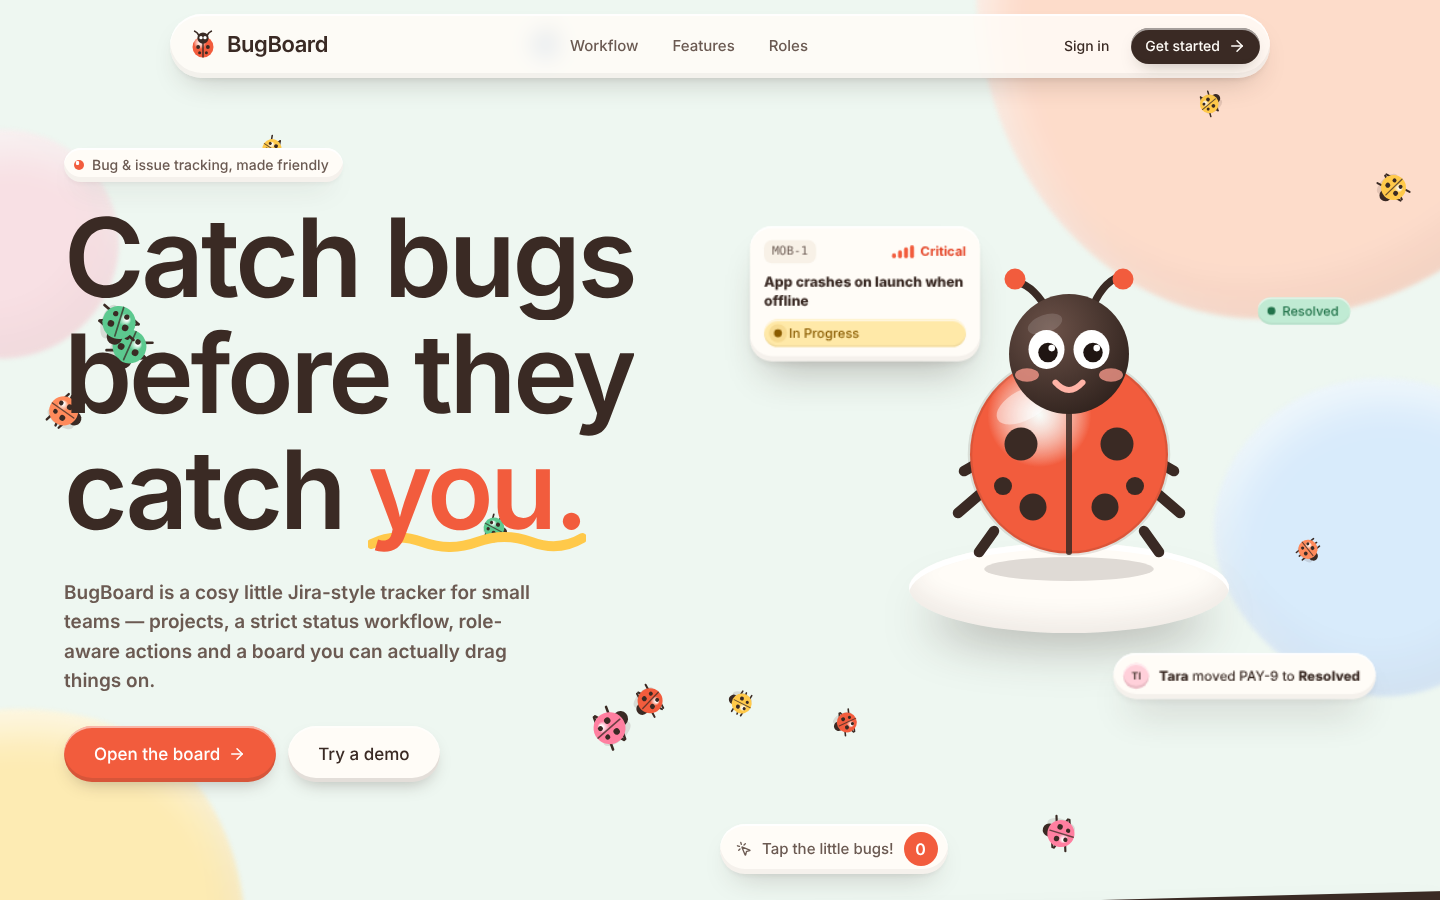 BugBoard
Workflow
Features
Roles
Sign in
Get started
Bug & issue tracking, made friendly
Catch bugs
before they
catch you.
BugBoard is a cosy little Jira-style tracker for small
teams — projects, a strict status workflow, role-
aware actions and a board you can actually drag
things on.
Open the board
Try a demo
MOB-1
Critical
App crashes on launch when
offline
In Progress
Resolved
TI
Tara moved PAY-9 to Resolved
Tap the little bugs!
0